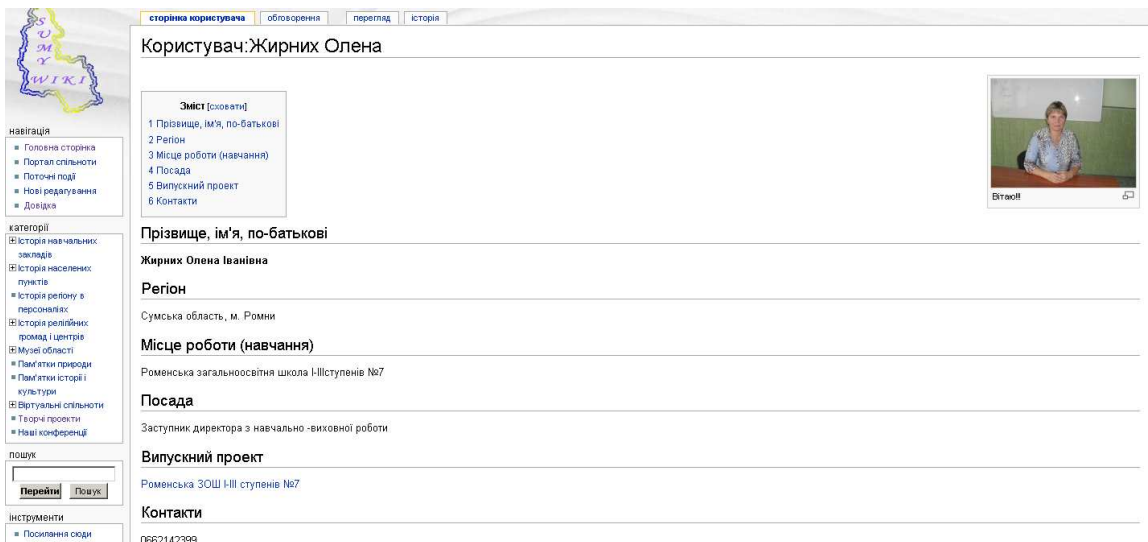 SUMY
WIKI
сторінка користувача обговорення перегляд історія
Користувач:Жирних Олена
Зміст [сховати]
1 Прізвище, ім'я, по-батькові
2 Регіон
3 Місце роботи (навчання)
4 Посада
5 Випускний проект
6 Контакти
Вітаю!!!
Прізвище, ім'я, по-батькові
Жирних Олена Іванівна
Регіон
Сумська область, м. Ромни
Місце роботи (навчання)
Роменська загальноосвітня школа І-ІІІступенів №7
Посада
Заступник директора з навчально -виховної роботи
Випускний проект
Роменська ЗОШ І-ІІІ ступенів №7
Контакти
0662142399
навігація
Головна сторінка
Портал спільноти
Поточні події
Нові редагування
Довідка
категорії
Історія навчальних
закладів
Історія населених
пунктів
Історія регіону в
персоналіях
Історія релігійних
громад і центрів
Музеї області
Пам'ятки природи
Пам'ятки історії і
культури
Віртуальні спільноти
Творчі проекти
Наші конференції
пошук
Перейти Пошук
інструменти
Посилання сюди